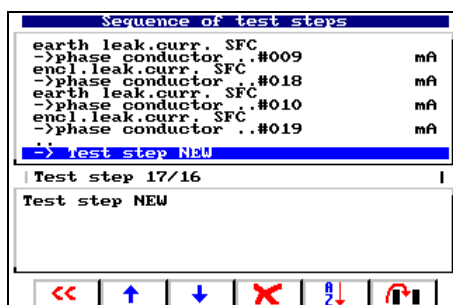 Sequence of test steps
earth leak.curr. SFC
->phase conductor ..#009 mA
encl.leak.curr. SFC
->phase conductor ..#018 mA
earth leak.curr. SFC
->phase conductor ..#010 mA
encl.leak.curr. SFC
->phase conductor ..#019 mA
..
-> Test step NEW
Test step 17/16
Test step NEW
<<
A
Z